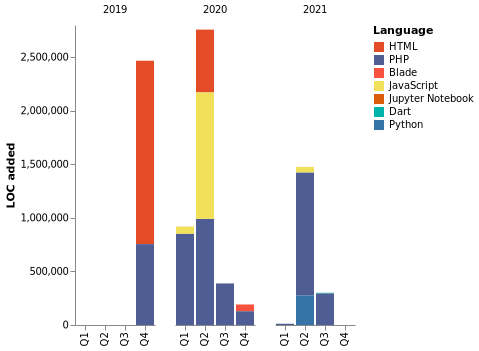 2019 2020 2021
Language
HTML
PHP
Blade
JavaScript
Jupyter Notebook
Dart
Python
LOC added
2,500,000
2,000,000
1,500,000
1,000,000
500,000
0
Q1 Q2 Q3 Q4 Q1 Q2 Q3 Q4 Q1 Q2 Q3 Q4